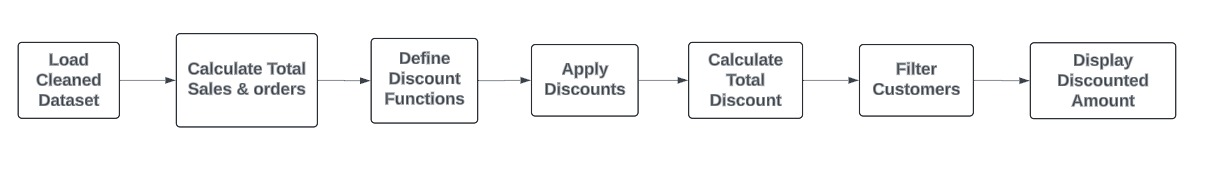 Load
Cleaned
Dataset
Calculate Total
Sales & orders
Define
Discount
Functions
Apply
Discounts
Calculate
Total
Discount
Filter
Customers
Display
Discounted
Amount